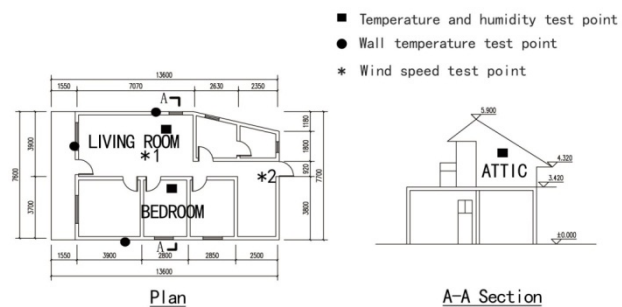 ■ Temperature and humidity test point
● Wall temperature test point
* Wind speed test point
13600
1550 7070 2630 2350
A
LIVING ROOM
*1
*2
BEDROOM
A
7600
3900
3700
1180
1800
920
3800
7700
1550 3900 2800 2850 2500
13600
Plan
5.900
4.320
ATTIC
3.420
±0.000
A-A Section